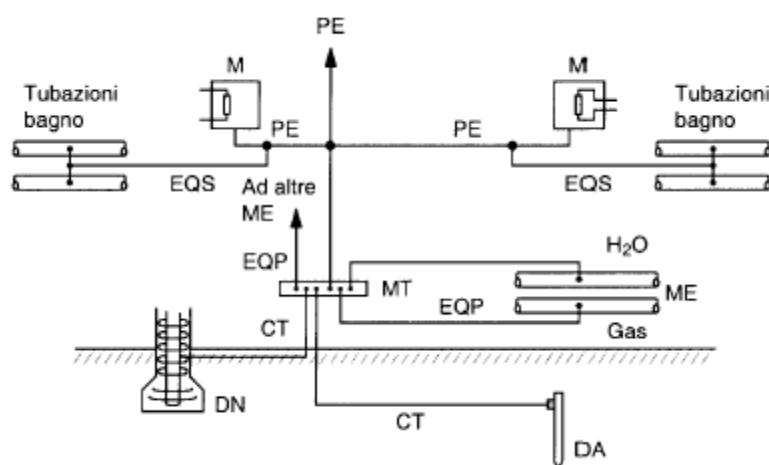 PE
M
M
Tubazioni
bagno
Tubazioni
bagno
PE
PE
EQS
EQS
Ad altre
ME
H₂O
EQP
MT
ME
EQP
CT
Gas
DN
CT
DA